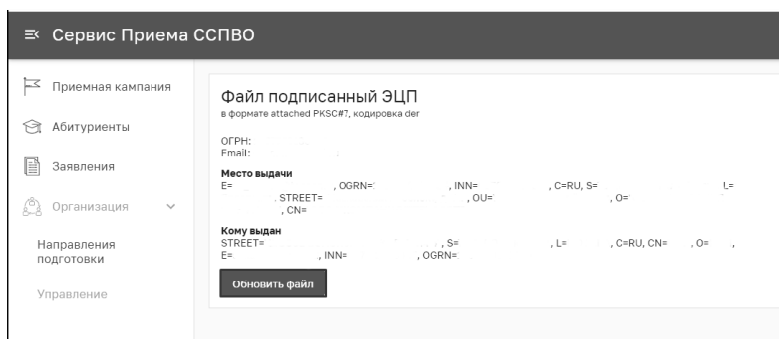 Сервис Приема ССПВО
Приемная кампания
Абитуриенты
Заявления
Организация
Направления
подготовки
Управление
Файл подписанный ЭЦП
в формате attached PKSC#7, кодировка der
ОГРН:
Email:
Место выдачи
E= , OGRN= , INN= , C=RU, S= , L=
, STREET= , OU= , O=
, CN=
Кому выдан
STREET= , S= , L= , C=RU, CN= , O= ,
E= , INN= , OGRN=
Обновить файл